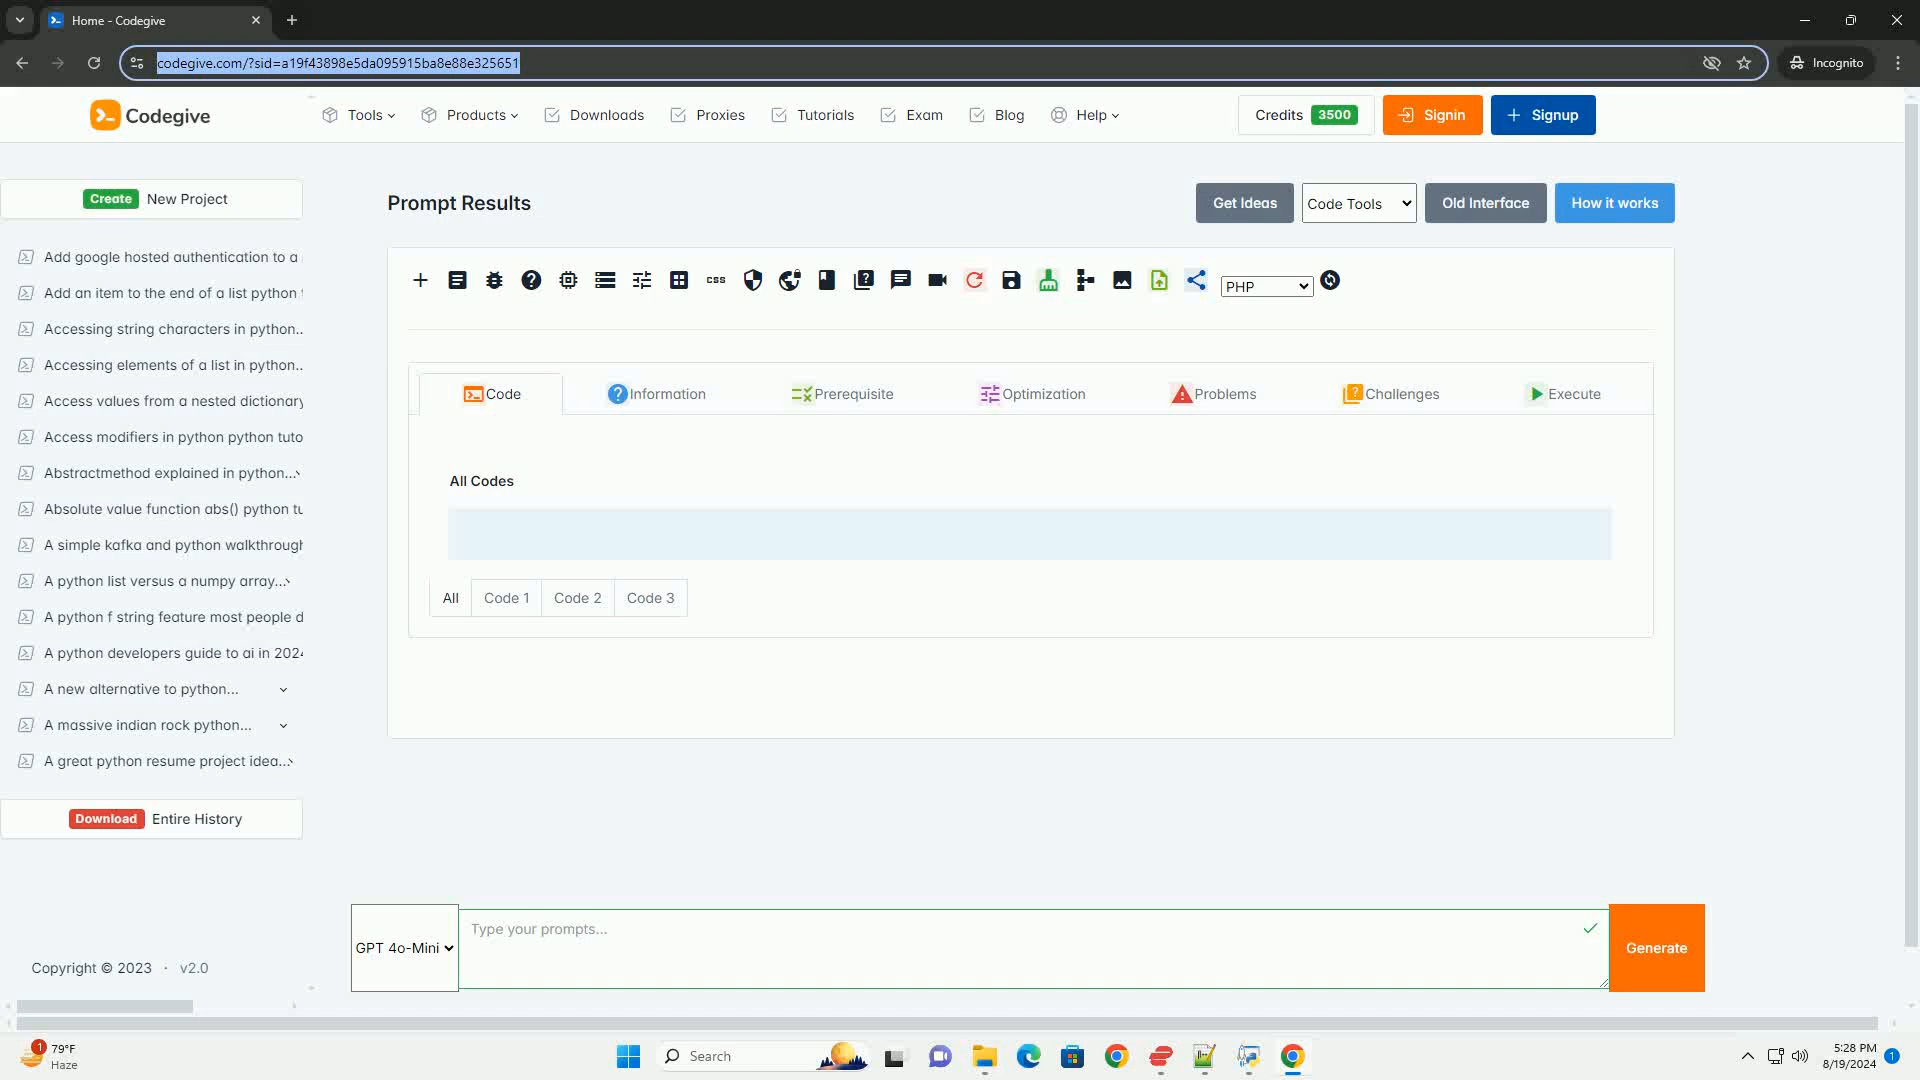 Home - Codegive
codegive.com/?sid=a19f43898e5da095915ba8e88e325651
Incognito
Codegive
Tools
Products
Downloads
Proxies
Tutorials
Exam
Blog
Help
Credits 3500
Signin
Signup
Create New Project
Prompt Results
Get Ideas
Code Tools
Old Interface
How it works
Add google hosted authentication to a
Add an item to the end of a list python
Accessing string characters in python..
Accessing elements of a list in python..
Access values from a nested dictionary
Access modifiers in python python tuto
Abstractmethod explained in python...
Absolute value function abs() python tu
A simple kafka and python walkthrough
A python list versus a numpy array...
A python f string feature most people d
A python developers guide to ai in 2024
A new alternative to python...
A massive indian rock python...
A great python resume project idea...
Download Entire History
Copyright © 2023 · v2.0
css
PHP
Code
Information
Prerequisite
Optimization
Problems
Challenges
Execute
All Codes
All
Code 1
Code 2
Code 3
GPT 4o-Mini
Type your prompts...
Generate
1
79°F
Haze
Search
5:28 PM
8/19/2024
1